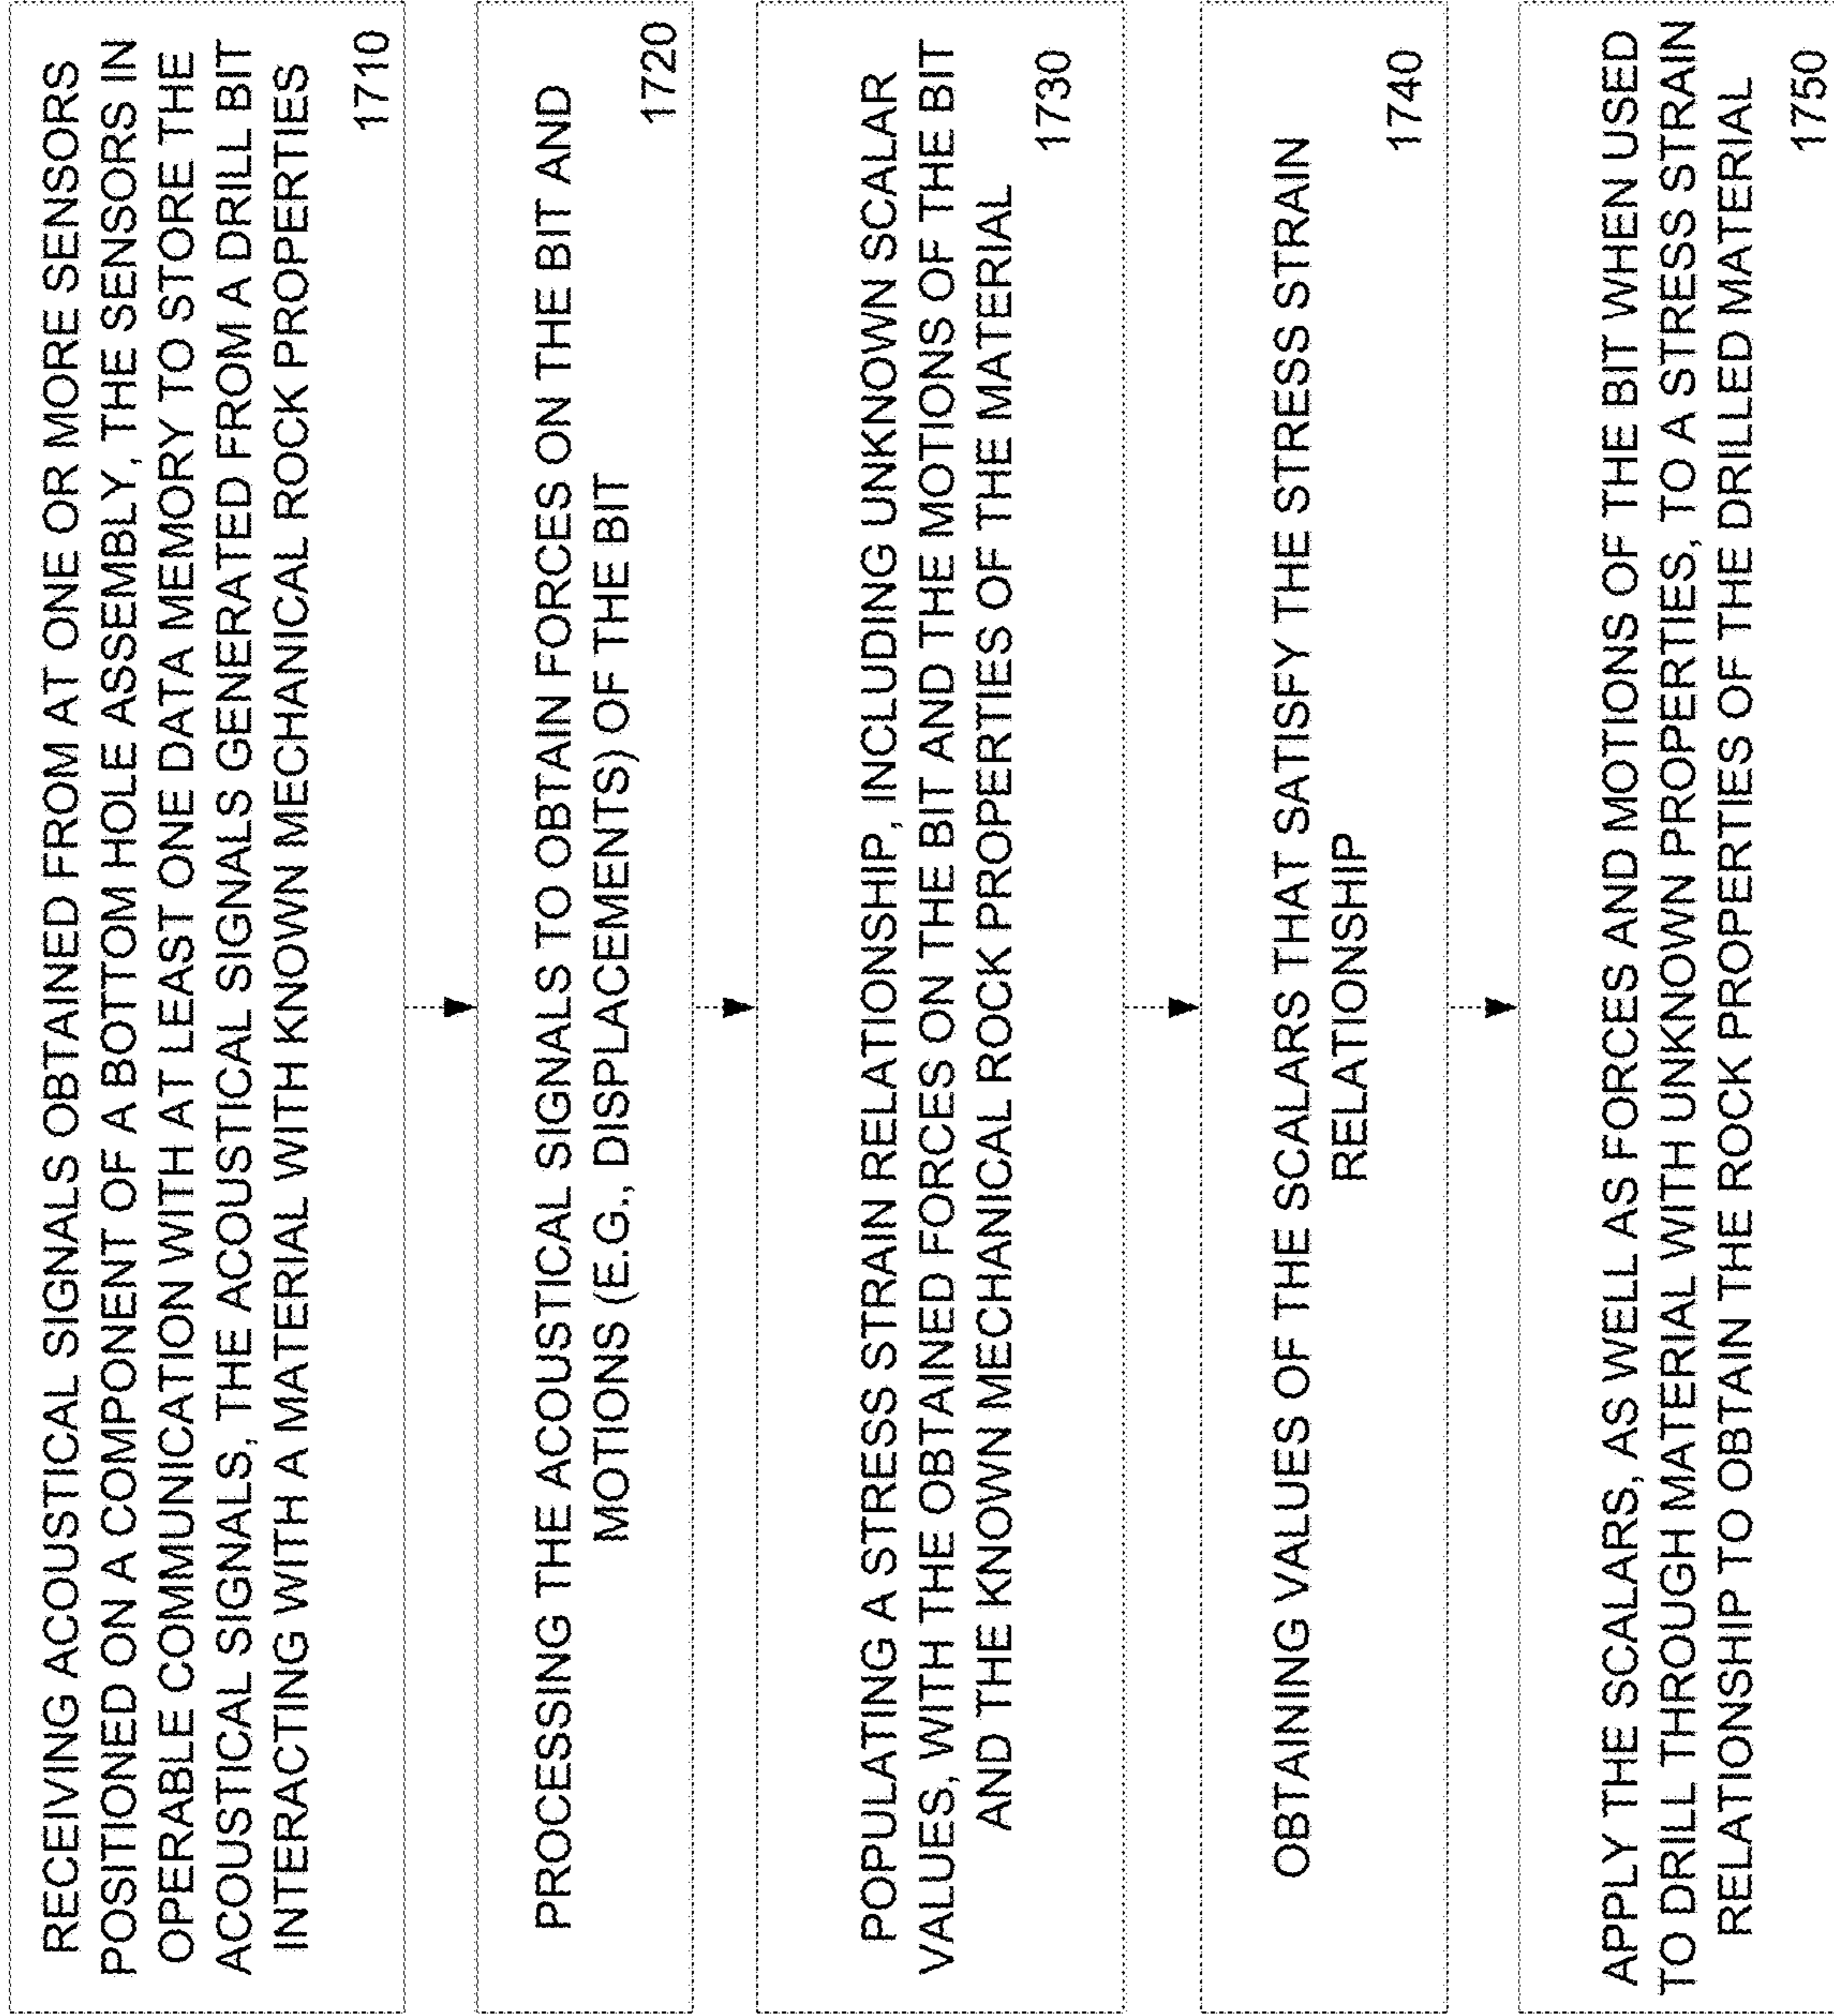 RECEIVING ACOUSTICAL SIGNALS OBTAINED FROM AT ONE OR MORE SENSORS
POSITIONED ON A COMPONENT OF A BOTTOM HOLE ASSEMBLY, THE SENSORS IN
OPERABLE COMMUNICATION WITH AT LEAST ONE DATA MEMORY TO STORE THE
ACOUSTICAL SIGNALS, THE ACOUSTICAL SIGNALS GENERATED FROM A DRILL BIT
INTERACTING WITH A MATERIAL WITH KNOWN MECHANICAL ROCK PROPERTIES
1710
PROCESSING THE ACOUSTICAL SIGNALS TO OBTAIN FORCES ON THE BIT AND
MOTIONS (E.G., DISPLACEMENTS) OF THE BIT
1720
POPULATING A STRESS STRAIN RELATIONSHIP, INCLUDING UNKNOWN SCALAR
VALUES, WITH THE OBTAINED FORCES ON THE BIT AND THE MOTIONS OF THE BIT
AND THE KNOWN MECHANICAL ROCK PROPERTIES OF THE MATERIAL
1730
OBTAINING VALUES OF THE SCALARS THAT SATISFY THE STRESS STRAIN
RELATIONSHIP
1740
APPLY THE SCALARS, AS WELL AS FORCES AND MOTIONS OF THE BIT WHEN USED
TO DRILL THROUGH MATERIAL WITH UNKNOWN PROPERTIES, TO A STRESS STRAIN
RELATIONSHIP TO OBTAIN THE ROCK PROPERTIES OF THE DRILLED MATERIAL
1750